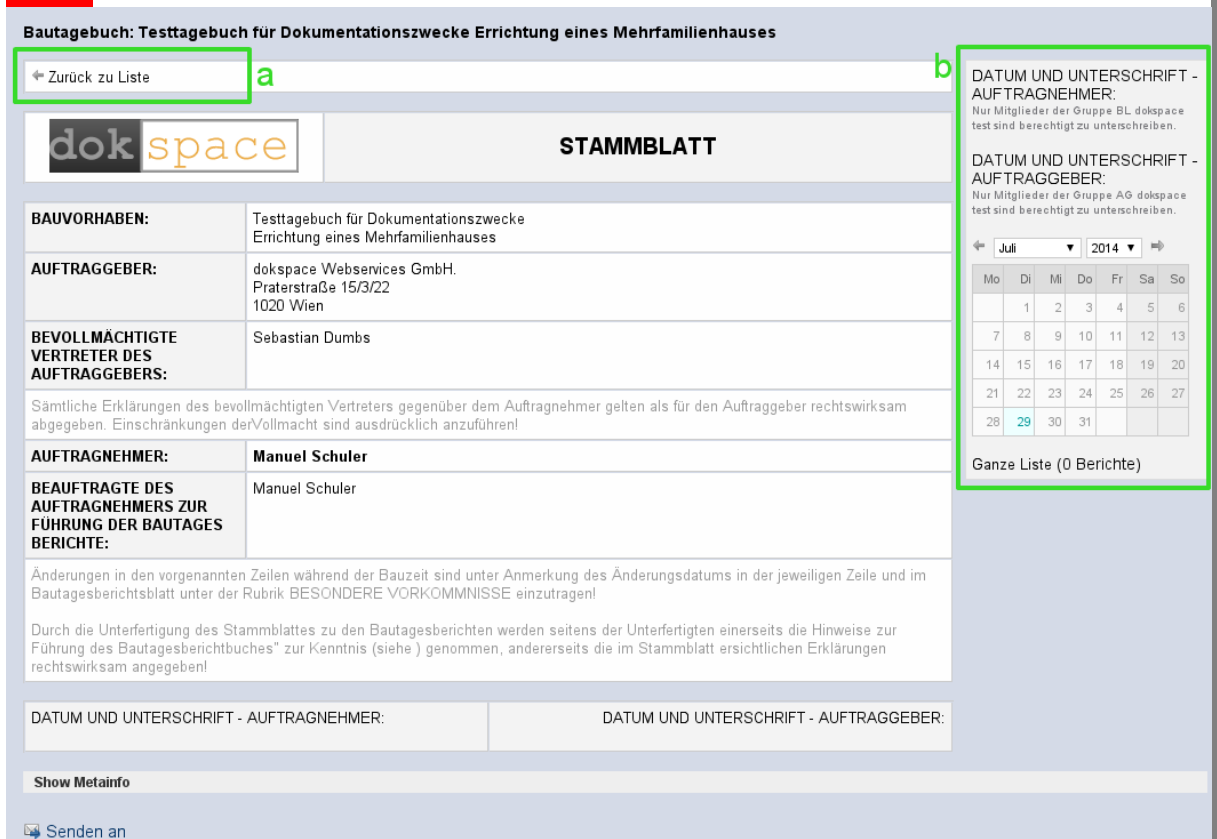 Bautagebuch: Testtagebuch für Dokumentationszwecke Errichtung eines Mehrfamilienhauses
Zurück zu Liste
a
dokspace
STAMMBLATT
BAUVORHABEN:
Testtagebuch für Dokumentationszwecke
Errichtung eines Mehrfamilienhauses
AUFTRAGGEBER:
dokspace Webservices GmbH.
Praterstraße 15/3/22
1020 Wien
BEVOLLMÄCHTIGTE
VERTRETER DES
AUFTRAGGEBERS:
Sebastian Dumbs
Sämtliche Erklärungen des bevollmächtigten Vertreters gegenüber dem Auftragnehmer gelten als für den Auftraggeber rechtswirksam
abgegeben. Einschränkungen derVollmacht sind ausdrücklich anzuführen!
AUFTRAGNEHMER:
Manuel Schuler
BEAUFTRAGTE DES
AUFTRAGNEHMERS ZUR
FÜHRUNG DER BAUTAGES
BERICHTE:
Manuel Schuler
Änderungen in den vorgenannten Zeilen während der Bauzeit sind unter Anmerkung des Änderungsdatums in der jeweiligen Zeile und im
Bautagesberichtsblatt unter der Rubrik BESONDERE VORKOMMNISSE einzutragen!
Durch die Unterfertigung des Stammblattes zu den Bautagesberichten werden seitens der Unterfertigten einerseits die Hinweise zur
Führung des Bautagesberichtbuches" zur Kenntnis (siehe ) genommen, andererseits die im Stammblatt ersichtlichen Erklärungen
rechtswirksam angegeben!
DATUM UND UNTERSCHRIFT - AUFTRAGNEHMER:
DATUM UND UNTERSCHRIFT - AUFTRAGGEBER:
Show Metainfo
Senden an
b
DATUM UND UNTERSCHRIFT -
AUFTRAGNEHMER:
Nur Mitglieder der Gruppe BL dokspace
test sind berechtigt zu unterschreiben.
DATUM UND UNTERSCHRIFT -
AUFTRAGGEBER:
Nur Mitglieder der Gruppe AG dokspace
test sind berechtigt zu unterschreiben.
Juli 2014
Mo Di Mi Do Fr Sa So
1 2 3 4 5 6
7 8 9 10 11 12 13
14 15 16 17 18 19 20
21 22 23 24 25 26 27
28 29 30 31
Ganze Liste (0 Berichte)